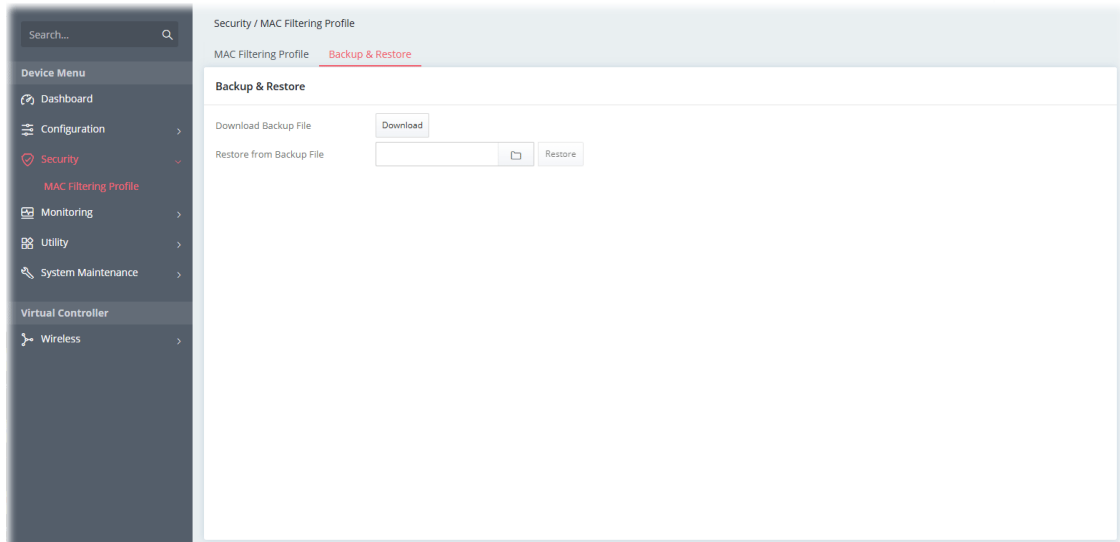 Search...
Device Menu
Dashboard
Configuration
Security
MAC Filtering Profile
Monitoring
Utility
System Maintenance
Virtual Controller
Wireless
Security / MAC Filtering Profile
MAC Filtering Profile Backup & Restore
Backup & Restore
Download Backup File Download
Restore from Backup File Restore